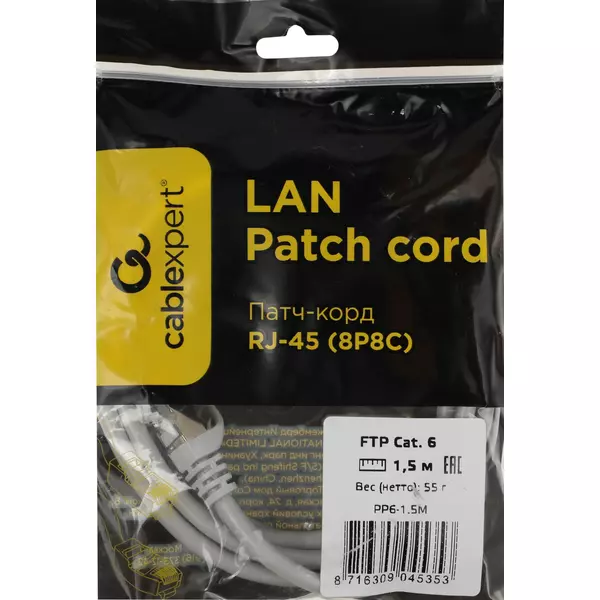 cablexpert®
LAN
Patch cord
Патч-корд
RJ-45 (8P8C)
FTP Cat. 6
1,5 м EAC
Вес (нетто): 55 г
PP6-1.5M
8 716309 045353